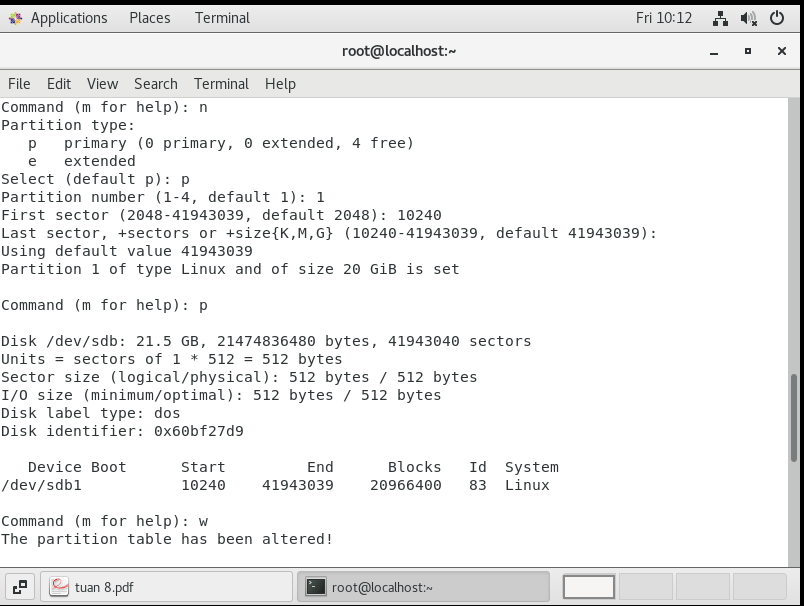 Applications Places Terminal Fri 10:12
root@localhost:~
File Edit View Search Terminal Help
Command (m for help): n
Partition type:
   p   primary (0 primary, 0 extended, 4 free)
   e   extended
Select (default p): p
Partition number (1-4, default 1): 1
First sector (2048-41943039, default 2048): 10240
Last sector, +sectors or +size{K,M,G} (10240-41943039, default 41943039):
Using default value 41943039
Partition 1 of type Linux and of size 20 GiB is set
Command (m for help): p
Disk /dev/sdb: 21.5 GB, 21474836480 bytes, 41943040 sectors
Units = sectors of 1 * 512 = 512 bytes
Sector size (logical/physical): 512 bytes / 512 bytes
I/O size (minimum/optimal): 512 bytes / 512 bytes
Disk label type: dos
Disk identifier: 0x60bf27d9
   Device Boot      Start         End      Blocks   Id  System
/dev/sdb1           10240    41943039    20966400   83  Linux
Command (m for help): w
The partition table has been altered!
tuan 8.pdf root@localhost:~